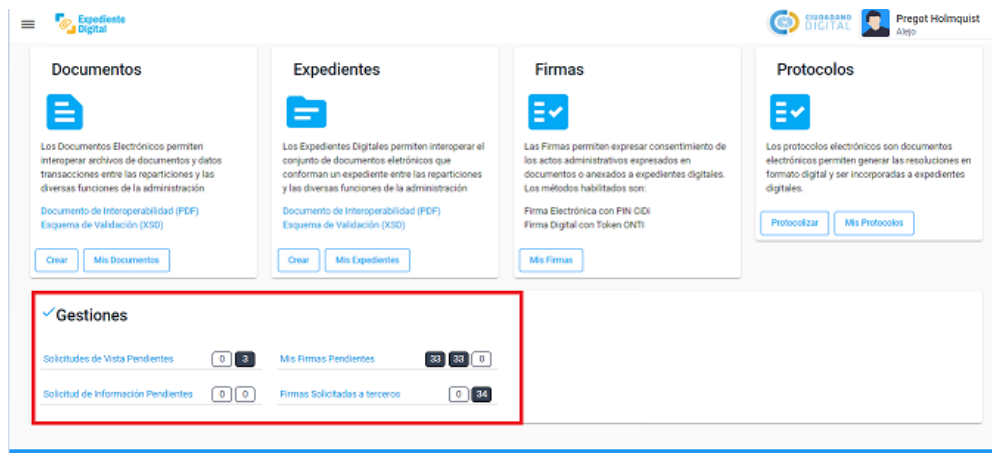 Expediente
Digital
CIUDADANO
DIGITAL
Pregot Holmquist
Alejo
Documentos
Los Documentos Electrónicos permiten
interoperar archivos de documentos y datos
transacciones entre las reparticiones y las
diversas funciones de la administración
Documento de Interoperabilidad (PDF)
Esquema de Validación (XSD)
Crear
Mis Documentos
Expedientes
Los Expedientes Digitales permiten interoperar el
conjunto de documentos eletrónicos que
conforman un expediente entre las reparticiones
y las diversas funciones de la administración
Documento de Interoperabilidad (PDF)
Esquema de Validación (XSD)
Crear
Mis Expedientes
Firmas
Las Firmas permiten expresar consentimiento de
los actos administrativos expresados en
documentos o anexados a expedientes digitales.
Los métodos habilitados son:
Firma Electrónica con PIN CiDi
Firma Digital con Token ONTI
Mis Firmas
Protocolos
Los protocolos electrónicos son documentos
electrónicos permiten generar las resoluciones en
formato digital y ser incorporadas a expedientes
digitales.
Protocolizar
Mis Protocolos
Gestiones
Solicitudes de Vista Pendientes 0 3
Mis Firmas Pendientes 33 33 0
Solicitud de Información Pendientes 0 0
Firmas Solicitadas a terceros 0 34